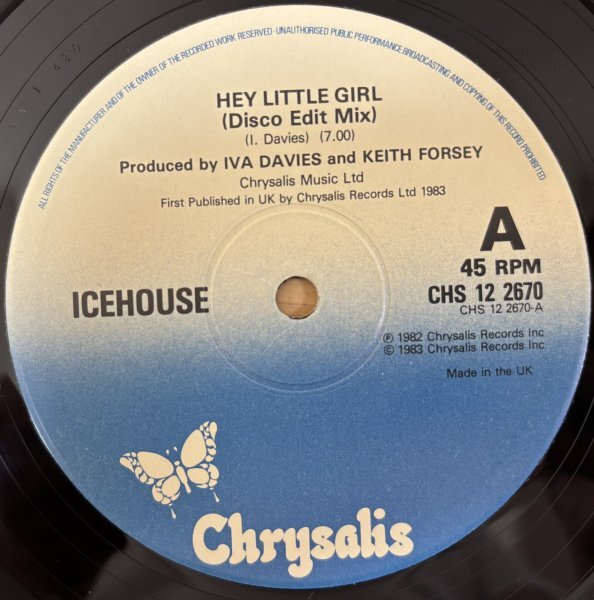 ALL RIGHTS OF THE MANUFACTURER AND OF THE OWNER OF THE RECORDED WORK RESERVED · UNAUTHORISED PUBLIC PERFORMANCE BROADCASTING AND COPYING OF THIS RECORD PROHIBITED
HEY LITTLE GIRL
(Disco Edit Mix)
(I. Davies) (7.00)
Produced by IVA DAVIES and KEITH FORSEY
Chrysalis Music Ltd
First Published in UK by Chrysalis Records Ltd 1983
A
45 RPM
ICEHOUSE
CHS 12 2670
CHS 12 2670-A
℗ 1982 Chrysalis Records Inc
© 1983 Chrysalis Records Inc
Made in the UK
Chrysalis